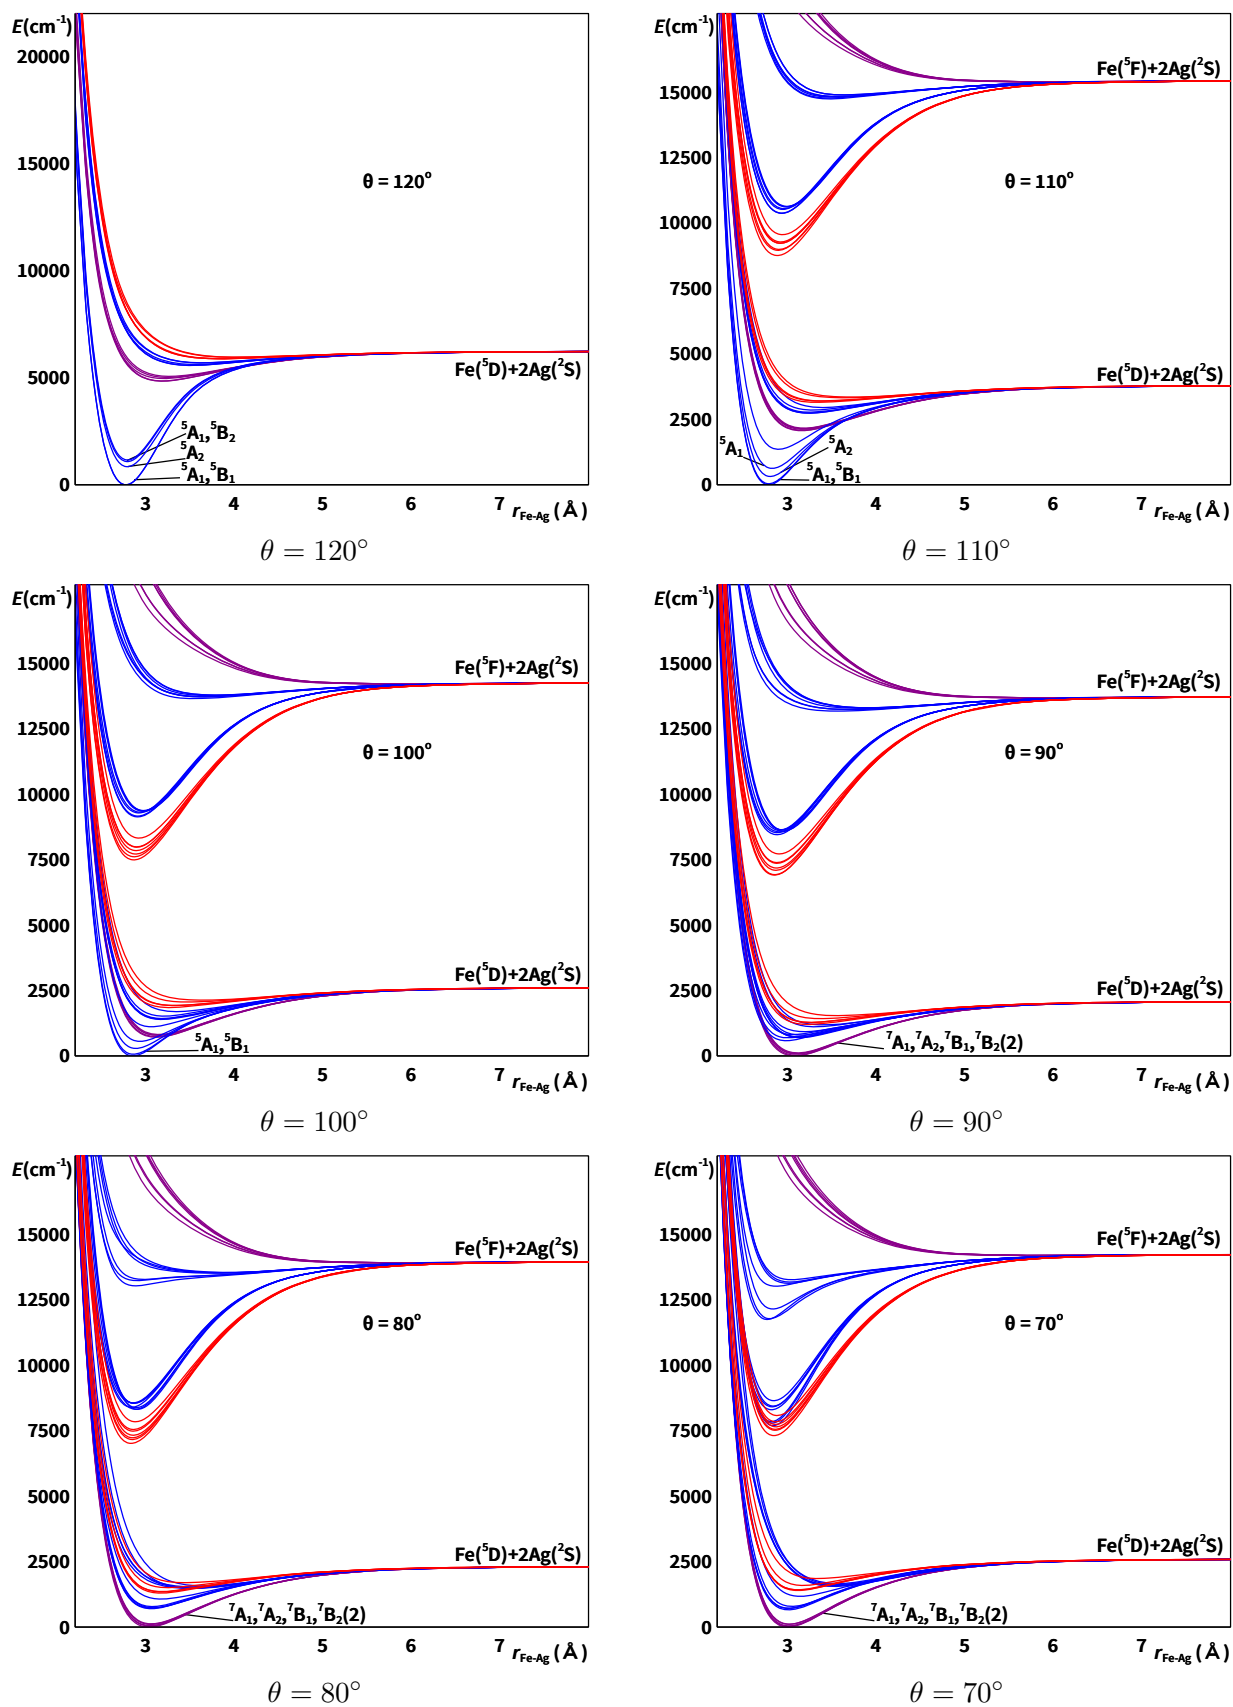 E(cm⁻¹)
20000
15000
10000
5000
0
θ = 120°
Fe(⁵D)+2Ag(²S)
⁵A₁,⁵B₂
⁵A₂
⁵A₁,⁵B₁
3 4 5 6 7 r_Fe-Ag (Å)
θ = 120°
E(cm⁻¹)
15000
12500
10000
7500
5000
2500
0
Fe(⁵F)+2Ag(²S)
θ = 110°
Fe(⁵D)+2Ag(²S)
⁵A₁
⁵A₂
⁵A₁,⁵B₁
3 4 5 6 7 r_Fe-Ag (Å)
θ = 110°
E(cm⁻¹)
15000
12500
10000
7500
5000
2500
0
Fe(⁵F)+2Ag(²S)
θ = 100°
Fe(⁵D)+2Ag(²S)
⁵A₁,⁵B₁
3 4 5 6 7 r_Fe-Ag (Å)
θ = 100°
E(cm⁻¹)
15000
12500
10000
7500
5000
2500
0
Fe(⁵F)+2Ag(²S)
θ = 90°
Fe(⁵D)+2Ag(²S)
⁷A₁,⁷A₂,⁷B₁,⁷B₂(2)
3 4 5 6 7 r_Fe-Ag (Å)
θ = 90°
E(cm⁻¹)
15000
12500
10000
7500
5000
2500
0
Fe(⁵F)+2Ag(²S)
θ = 80°
Fe(⁵D)+2Ag(²S)
⁷A₁,⁷A₂,⁷B₁,⁷B₂(2)
3 4 5 6 7 r_Fe-Ag (Å)
θ = 80°
E(cm⁻¹)
15000
12500
10000
7500
5000
2500
0
Fe(⁵F)+2Ag(²S)
θ = 70°
Fe(⁵D)+2Ag(²S)
⁷A₁,⁷A₂,⁷B₁,⁷B₂(2)
3 4 5 6 7 r_Fe-Ag (Å)
θ = 70°